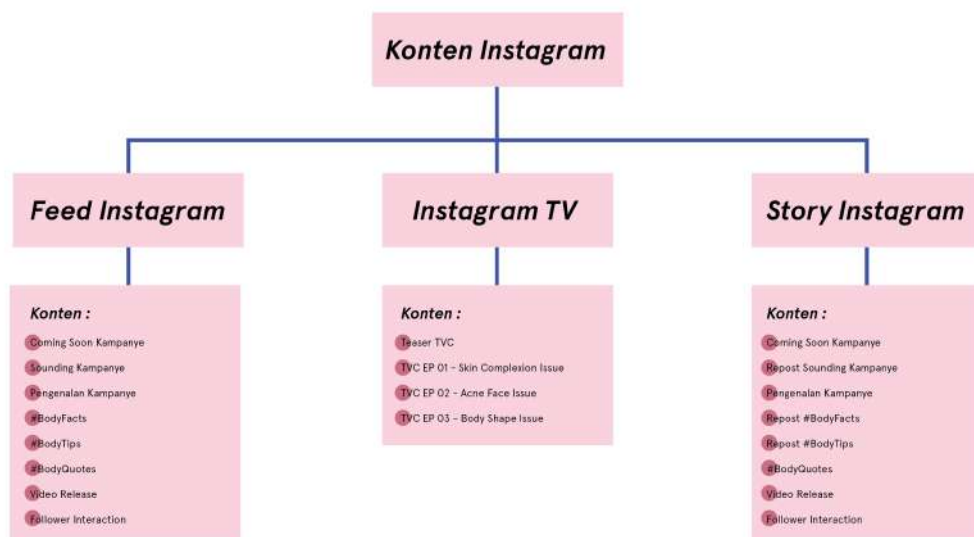 Konten Instagram
Feed Instagram
Instagram TV
Story Instagram
Konten :
Coming Soon Kampanye
Sounding Kampanye
Pengenalan Kampanye
#BodyFacts
#BodyTips
#BodyQuotes
Video Release
Follower Interaction
Konten :
Teaser TVC
TVC EP 01 - Skin Complexion Issue
TVC EP 02 - Acne Face Issue
TVC EP 03 - Body Shape Issue
Konten :
Coming Soon Kampanye
Repost Sounding Kampanye
Pengenalan Kampanye
Repost #BodyFacts
Repost #BodyTips
#BodyQuotes
Video Release
Follower Interaction